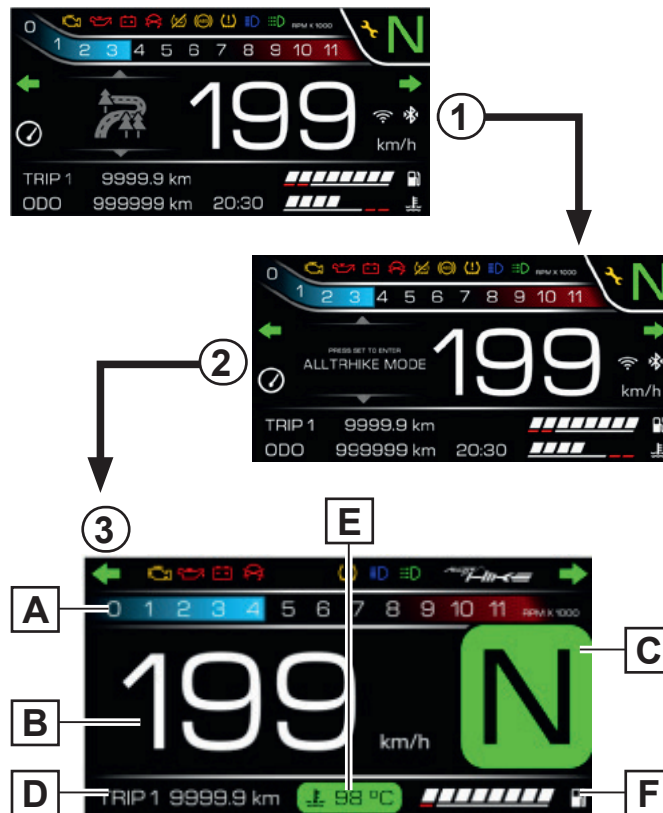 0 RPM X 1000 N
1 2 3 4 5 6 7 8 9 10 11
199
km/h
TRIP 1 9999.9 km
ODO 999999 km 20:30
1
0 RPM X 1000 N
1 2 3 4 5 6 7 8 9 10 11
PRESS SET TO ENTER
ALLTRHIKE MODE
199
km/h
TRIP 1 9999.9 km
ODO 999999 km 20:30
2
3
E
A
0 1 2 3 4 5 6 7 8 9 10 11 RPM X 1000
C
N
B
199
km/h
D
TRIP 1 9999.9 km 98 °C
F